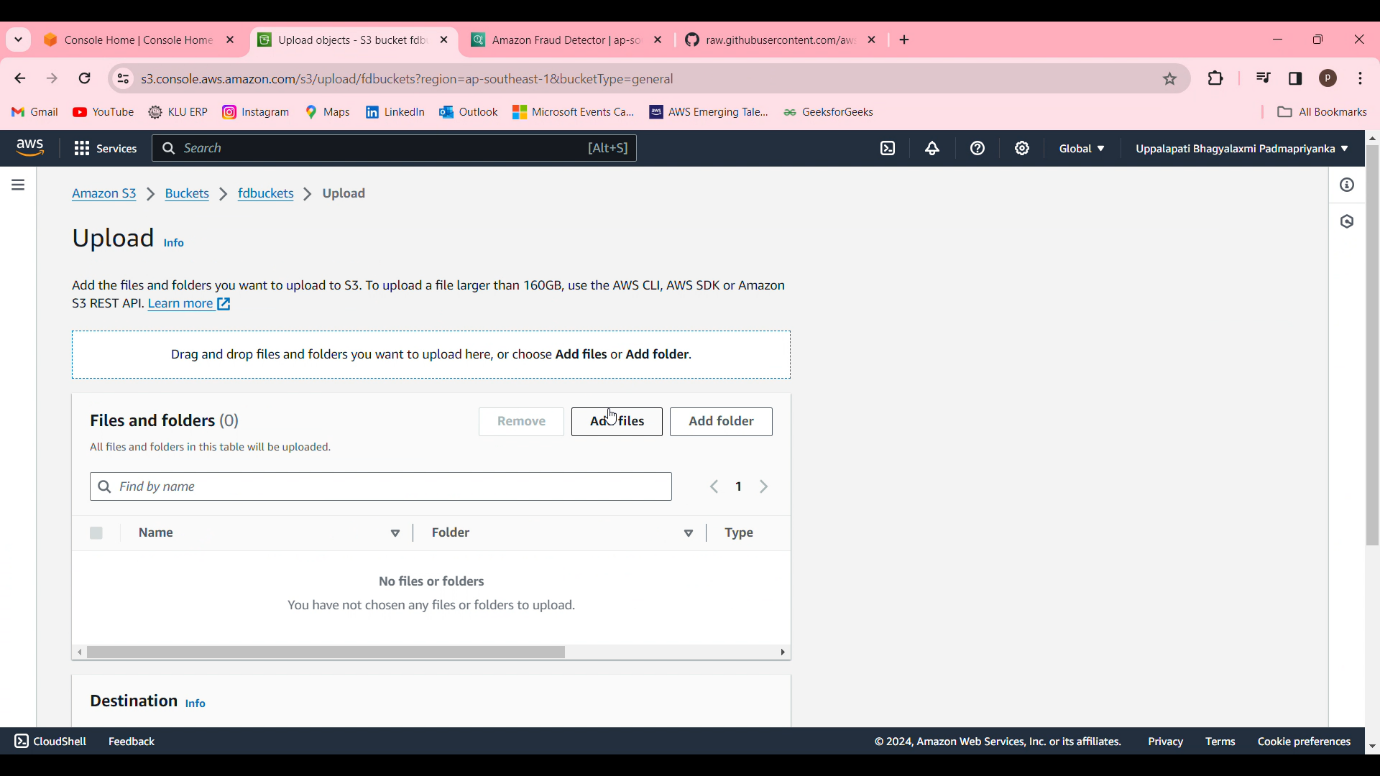 Console Home | Console Home
Upload objects - S3 bucket fdbu
Amazon Fraud Detector | ap-so
raw.githubusercontent.com/aw
s3.console.aws.amazon.com/s3/upload/fdbuckets?region=ap-southeast-1&bucketType=general
p
Gmail YouTube KLU ERP Instagram Maps LinkedIn Outlook Microsoft Events Ca... AWS Emerging Tale... GeeksforGeeks All Bookmarks
aws Services Search [Alt+S] Global Uppalapati Bhagyalaxmi Padmapriyanka
Amazon S3 Buckets fdbuckets Upload
Upload Info
Add the files and folders you want to upload to S3. To upload a file larger than 160GB, use the AWS CLI, AWS SDK or Amazon
S3 REST API. Learn more
Drag and drop files and folders you want to upload here, or choose Add files or Add folder.
Files and folders (0) Remove Add files Add folder
All files and folders in this table will be uploaded.
Find by name 1
Name Folder Type
No files or folders
You have not chosen any files or folders to upload.
Destination Info
CloudShell Feedback © 2024, Amazon Web Services, Inc. or its affiliates. Privacy Terms Cookie preferences